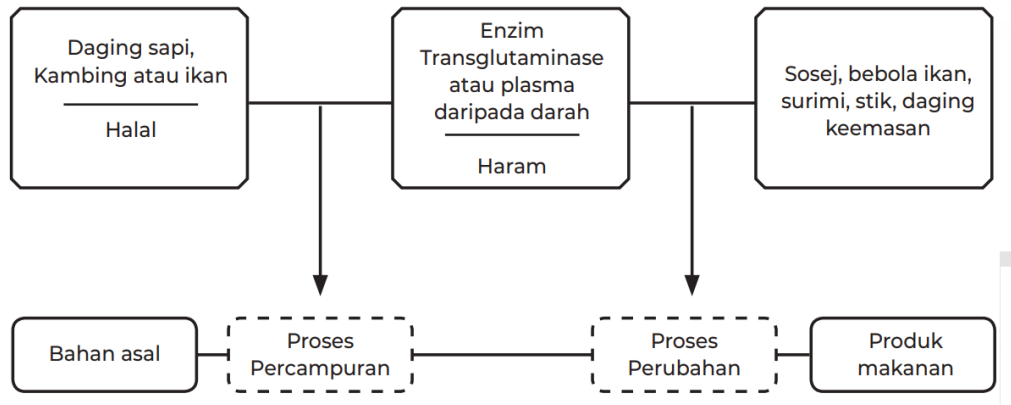 Daging sapi,
Kambing atau ikan
Halal
Enzim
Transglutaminase
atau plasma
daripada darah
Haram
Sosej, bebola ikan,
surimi, stik, daging
keemasan
Bahan asal
Proses
Percampuran
Proses
Perubahan
Produk
makanan